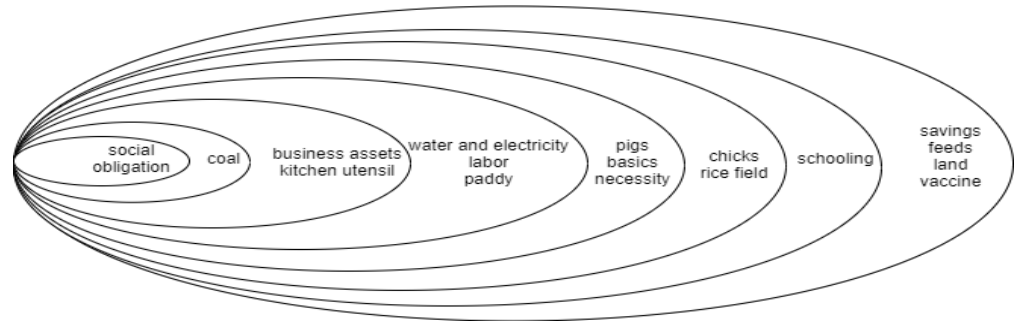 social
obligation
coal
business assets
kitchen utensil
water and electricity
labor
paddy
pigs
basics
necessity
chicks
rice field
schooling
savings
feeds
land
vaccine